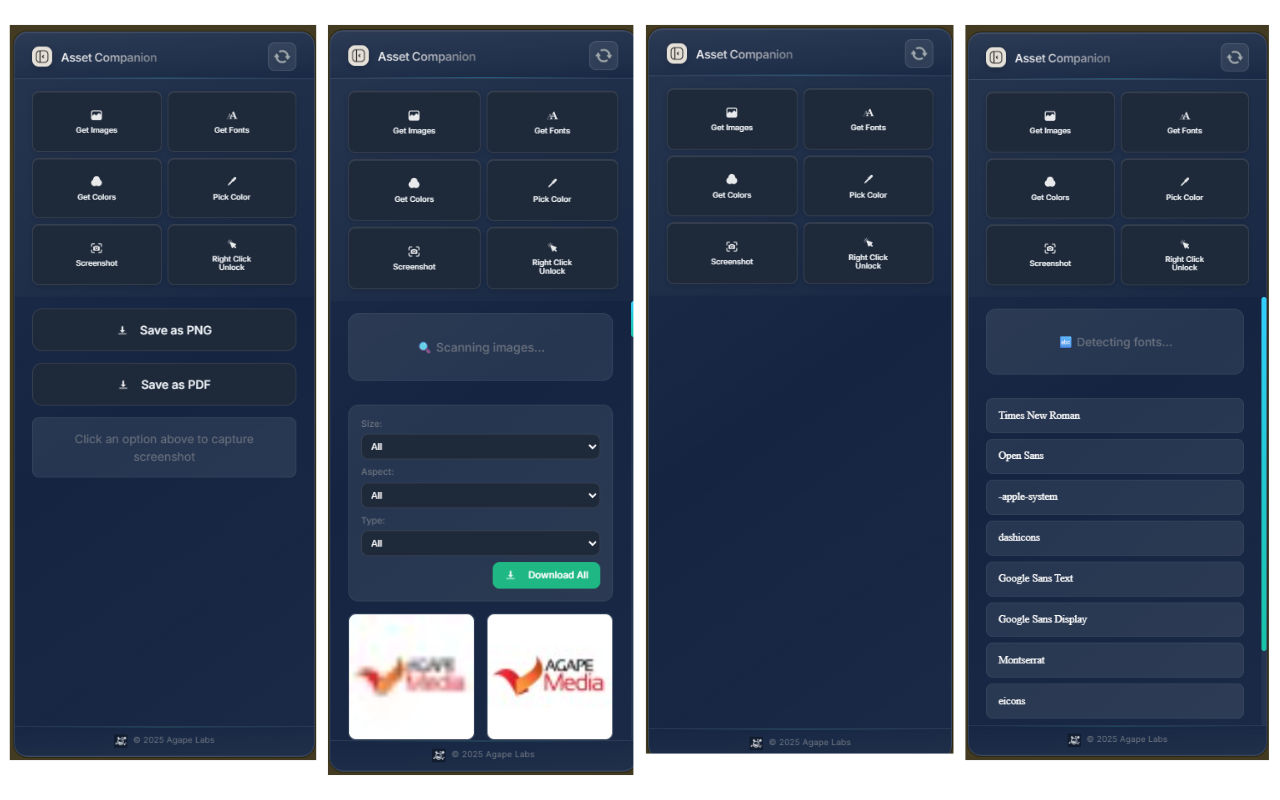 Asset Companion
Get Images
Get Fonts
Get Colors
Pick Color
Screenshot
Right Click
Unlock
Save as PNG
Save as PDF
Click an option above to capture
screenshot
© 2025 Agape Labs
Asset Companion
Get Images
Get Fonts
Get Colors
Pick Color
Screenshot
Right Click
Unlock
Scanning images...
Size:
All
Aspect:
All
Type:
All
Download All
AGAPE
Media
AGAPE
Media
© 2025 Agape Labs
Asset Companion
Get Images
Get Fonts
Get Colors
Pick Color
Screenshot
Right Click
Unlock
© 2025 Agape Labs
Asset Companion
Get Images
Get Fonts
Get Colors
Pick Color
Screenshot
Right Click
Unlock
abc Detecting fonts...
Times New Roman
Open Sans
-apple-system
dashicons
Google Sans Text
Google Sans Display
Montserrat
eicons
© 2025 Agape Labs